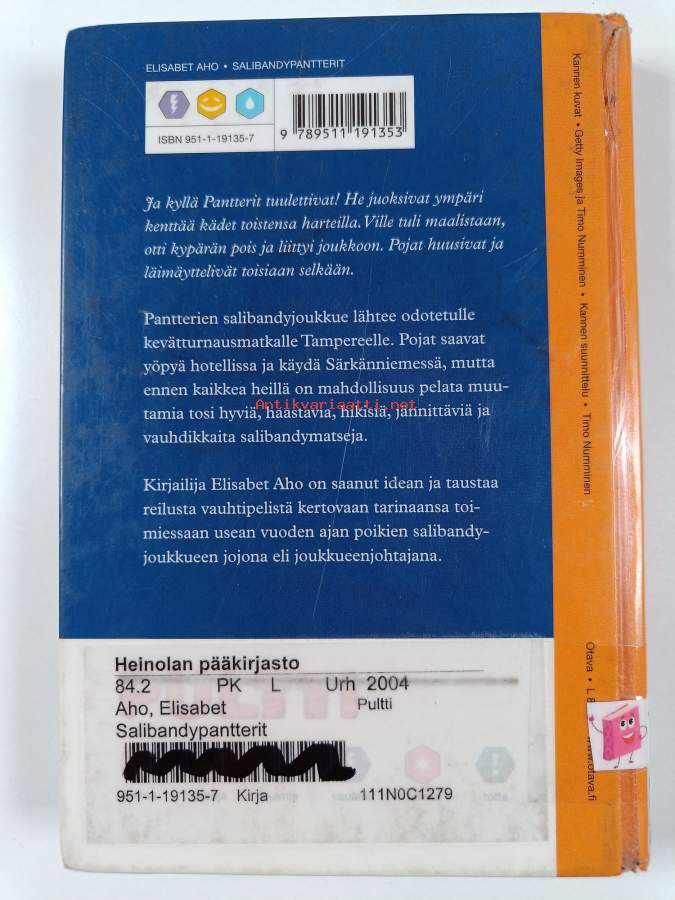 ELISABET AHO • SALIBANDYPANTTERIT
ISBN 951-1-19135-7
9 789511 191353
Ja kyllä Pantterit tuulettivat! He juoksivat ympäri
kenttää kädet toistensa harteilla. Ville tuli maalistaan,
otti kypärän pois ja liittyi joukkoon. Pojat huusivat ja
läimäyttelivät toisiaan selkään.
Pantterien salibandyjoukkue lähtee odotetulle
kevätturnausmatkalle Tampereelle. Pojat saavat
yöpyä hotellissa ja käydä Särkänniemessä, mutta
ennen kaikkea heillä on mahdollisuus pelata muu-
tamia tosi hyviä, haastavia, hikisiä, jännittäviä ja
Antikvariaatti.net
vauhdikkaita salibandymatseja.
Kirjailija Elisabet Aho on saanut idean ja taustaa
reilusta vauhtipelistä kertovaan tarinaansa toi-
miessaan usean vuoden ajan poikien salibandy-
joukkueen jojona eli joukkueenjohtajana.
Heinolan pääkirjasto
84.2 PK L Urh 2004
Aho, Elisabet Pultti
Salibandypantterit
951-1-19135-7 Kirja 111N0C1279
Kannen kuvat • Getty Images ja Timo Numminen • Kannen suunnittelu • Timo Numminen
Otava • L 8
www.otava.fi